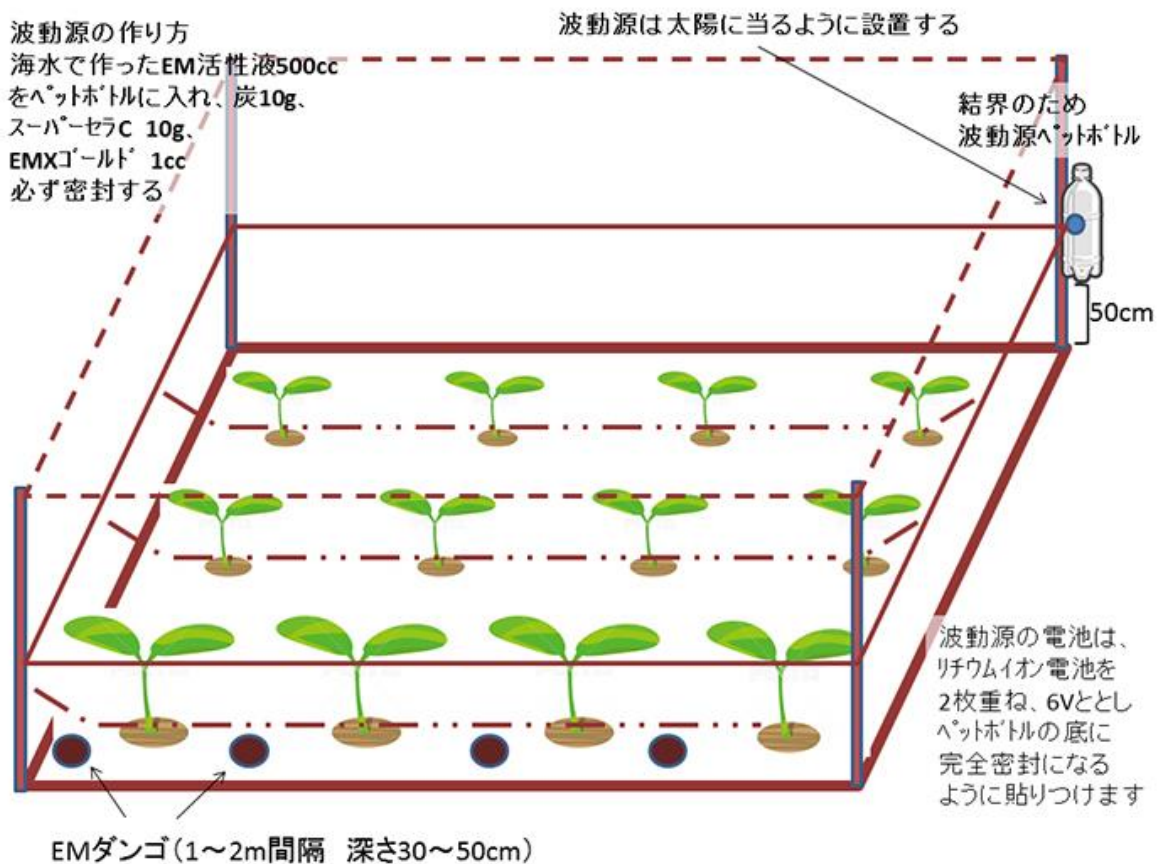 波動源の作り方
海水で作ったEM活性液500cc
をペットボトルに入れ、炭10g、
スーパーセラC 10g、
EMXゴールド 1cc
必ず密封する
波動源は太陽に当るように設置する
結界のため
波動源ペットボトル
50cm
波動源の電池は、
リチウムイオン電池を
2枚重ね、6Vととし
ペットボトルの底に
完全密封になる
ように貼りつけます
EMダンゴ（1～2m間隔 深さ30～50cm）